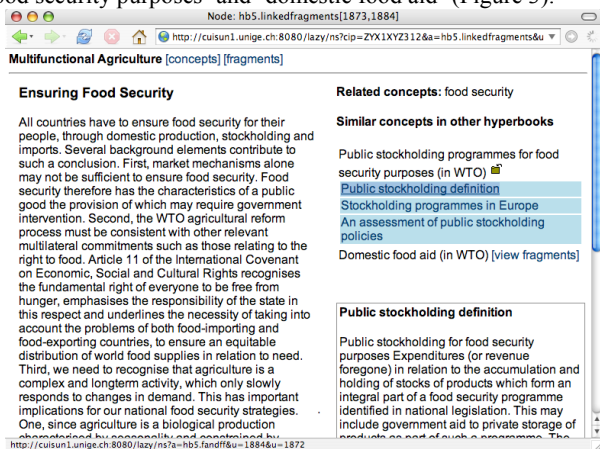 ood security purposes" and "domestic food aid" (Figure 5).
Node: hb5.linkedfragments[1873,1884]
http://cuisun1.unige.ch:8080/lazy/ns?cip=ZYX1XYZ312&a=hb5.linkedfragments&u
Multifunctional Agriculture [concepts] [fragments]
Ensuring Food Security
All countries have to ensure food security for their
people, through domestic production, stockholding and
imports. Several background elements contribute to
such a conclusion. First, market mechanisms alone
may not be sufficient to ensure food security. Food
security therefore has the characteristics of a public
good the provision of which may require government
intervention. Second, the WTO agricultural reform
process must be consistent with other relevant
multilateral commitments such as those relating to the
right to food. Article 11 of the International Covenant
on Economic, Social and Cultural Rights recognises
the fundamental right of everyone to be free from
hunger, emphasises the responsibility of the state in
this respect and underlines the necessity of taking into
account the problems of both food-importing and
food-exporting countries, to ensure an equitable
distribution of world food supplies in relation to need.
Third, we need to recognise that agriculture is a
complex and longterm activity, which only slowly
responds to changes in demand. This has important
implications for our national food security strategies.
One, since agriculture is a biological production
characterised by seasonality and constrained by
Related concepts: food security
Similar concepts in other hyperbooks
Public stockholding programmes for food
security purposes (in WTO)
Public stockholding definition
Stockholding programmes in Europe
An assessment of public stockholding
policies
Domestic food aid (in WTO) [view fragments]
Public stockholding definition
Public stockholding for food security
purposes Expenditures (or revenue
foregone) in relation to the accumulation and
holding of stocks of products which form an
integral part of a food security programme
identified in national legislation. This may
include government aid to private storage of
products as part of such a programme. The
http://cuisun1.unige.ch:8080/lazy/ns?a=hb5.fandff&u=1884&u=1872